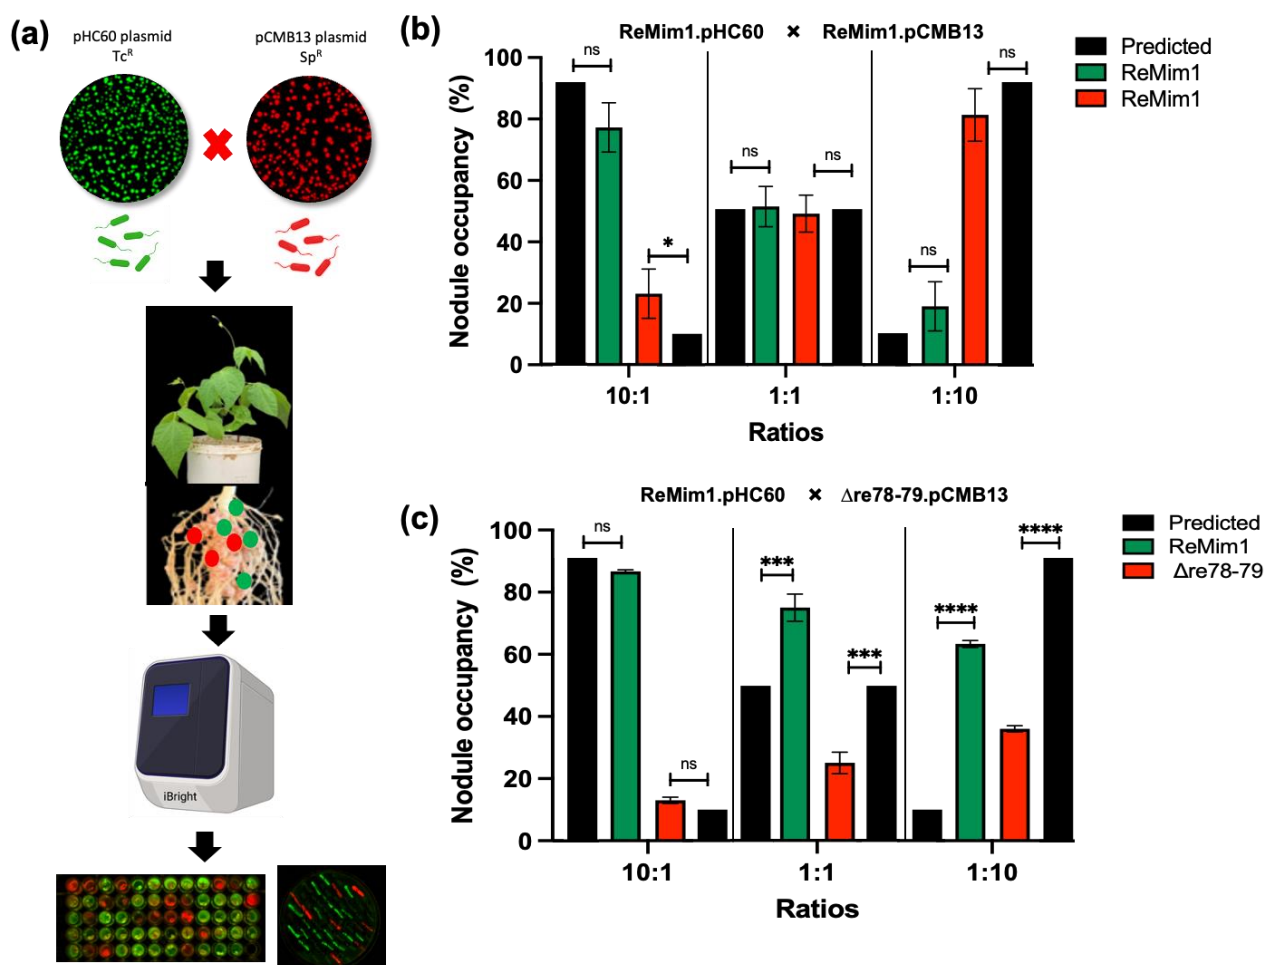 (a)
pHC60 plasmid
Tc^R
pCMB13 plasmid
Sp^R
iBright
(b)
ReMim1.pHC60 × ReMim1.pCMB13
Nodule occupancy (%)
100
80
60
40
20
0
ns
*
ns
ns
ns
ns
10:1
1:1
1:10
Ratios
Predicted
ReMim1
ReMim1
(c)
ReMim1.pHC60 × Δre78-79.pCMB13
Nodule occupancy (%)
100
80
60
40
20
0
ns
ns
***
***
****
****
10:1
1:1
1:10
Ratios
Predicted
ReMim1
Δre78-79